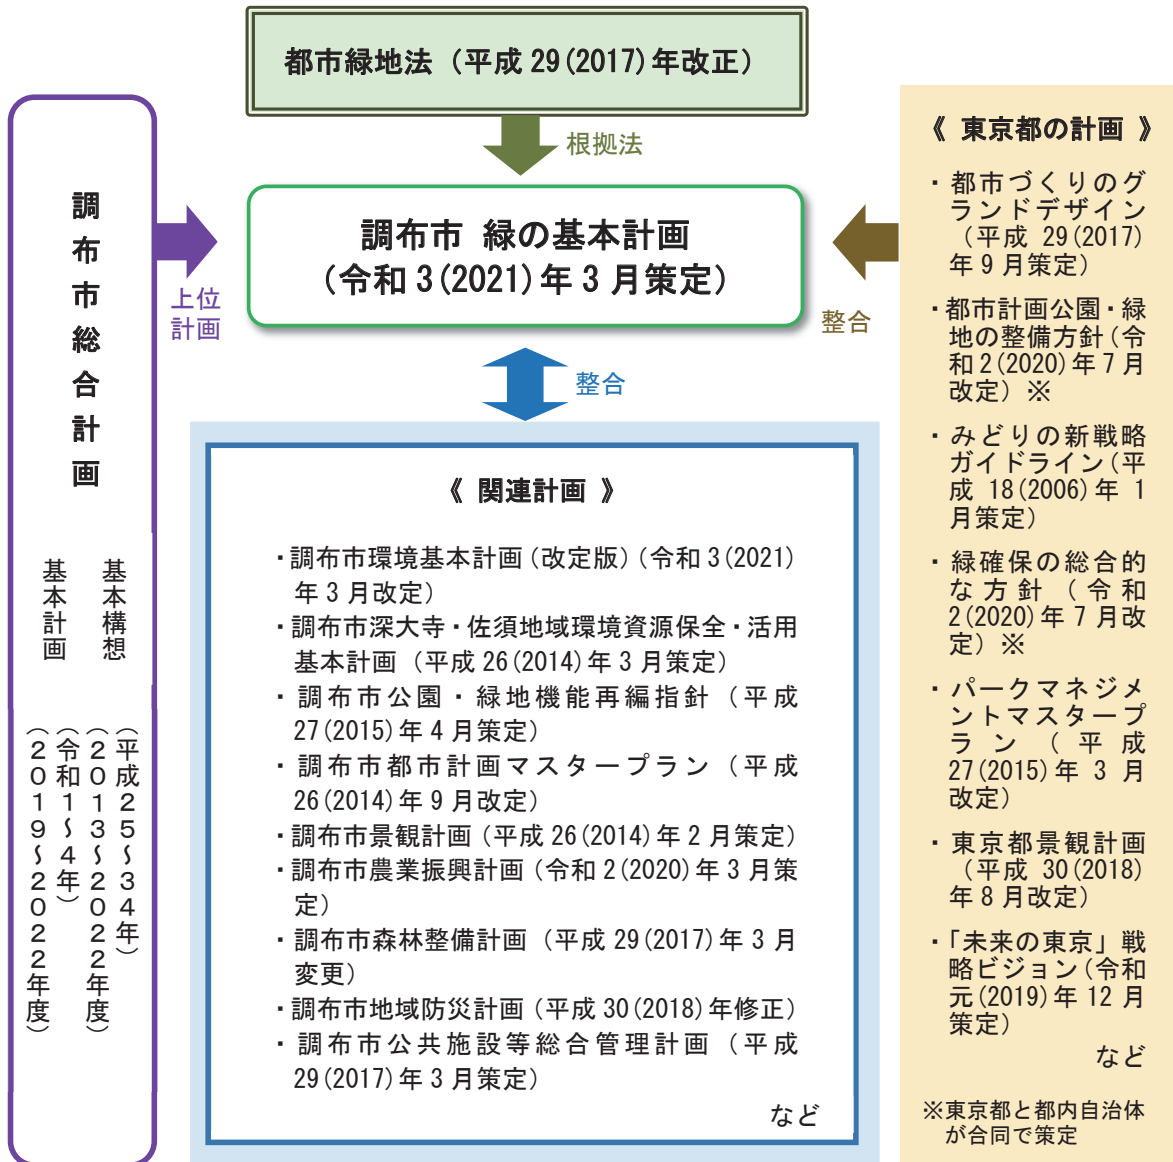 都市緑地法（平成29(2017)年改正）
根拠法
調布市 緑の基本計画
（令和3(2021)年3月策定）
調布市総合計画
基本構想
（平成25～34年）
（2013～2022年度）
基本計画
（令和1～4年）
（2019～2022年度）
上位
計画
整合
整合
《 関連計画 》
・調布市環境基本計画(改定版)(令和3(2021)
年3月改定)
・調布市深大寺・佐須地域環境資源保全・活用
基本計画（平成26(2014)年3月策定)
・調布市公園・緑地機能再編指針（平成
27(2015)年4月策定)
・調布市都市計画マスタープラン（平成
26(2014)年9月改定)
・調布市景観計画(平成26(2014)年2月策定)
・調布市農業振興計画(令和2(2020)年3月策
定)
・調布市森林整備計画（平成29(2017)年3月
変更)
・調布市地域防災計画(平成30(2018)年修正)
・調布市公共施設等総合管理計画（平成
29(2017)年3月策定)
など
《 東京都の計画 》
・都市づくりのグ
ランドデザイン
（平成 29(2017)
年9月策定)
・都市計画公園・緑
地の整備方針(令
和2(2020)年7月
改定)※
・みどりの新戦略
ガイドライン(平
成 18(2006)年 1
月策定)
・緑確保の総合的
な方針（令和
2(2020)年7月改
定)※
・パークマネジメ
ントマスタープ
ラン（平成
27(2015)年 3 月
改定)
・東京都景観計画
（平成 30(2018)
年8月改定)
・「未来の東京」戦
略ビジョン(令和
元(2019)年12月
策定)
など
※東京都と都内自治体
が合同で策定